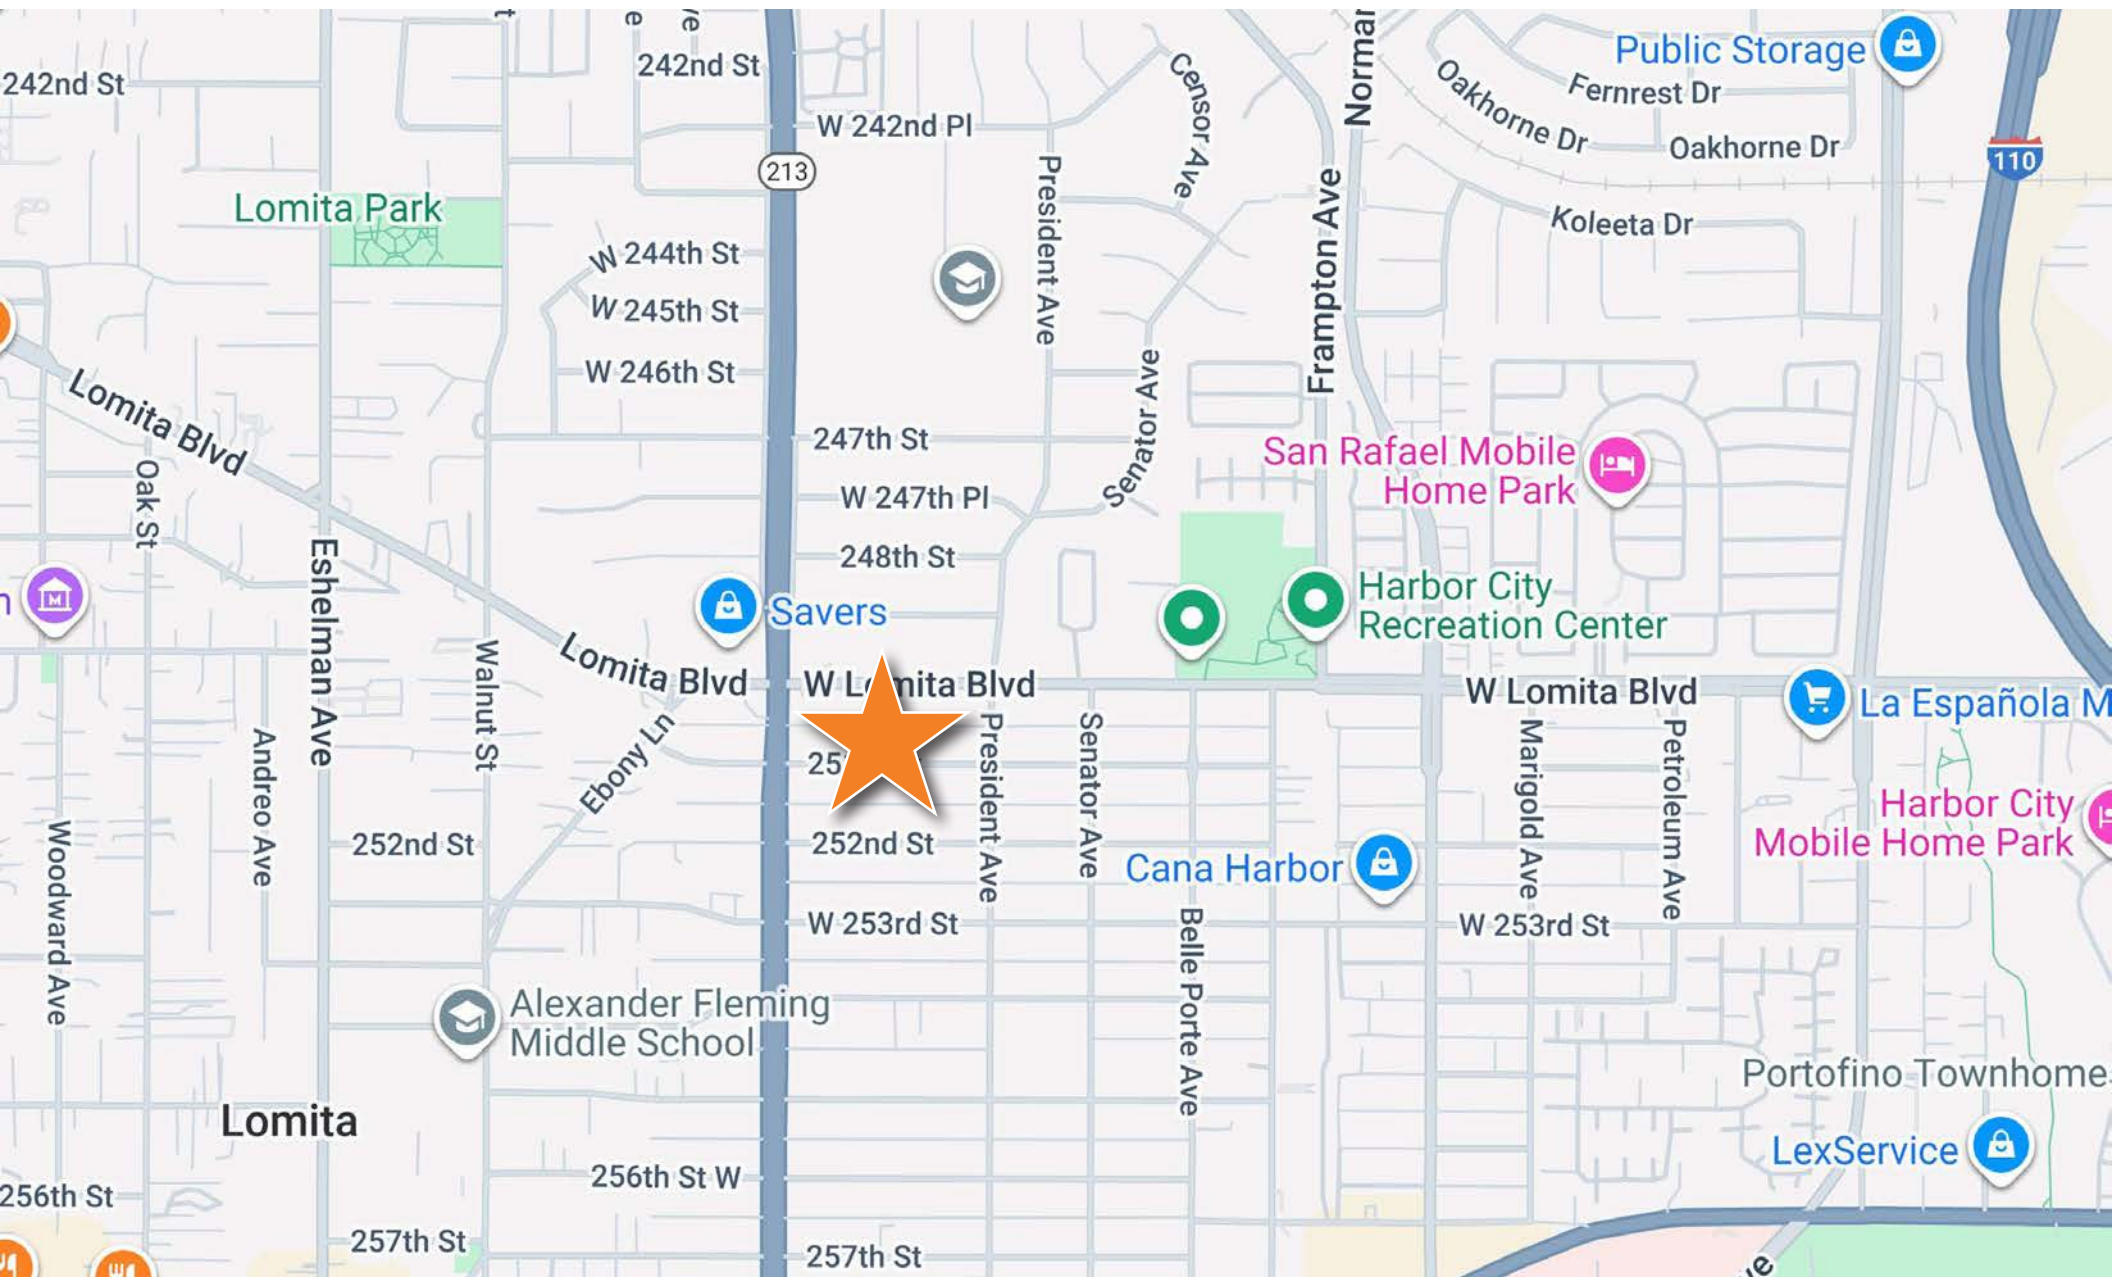 242nd St
242nd St
W 242nd Pl
213
Censor Ave
Public Storage
Fernrest Dr
Oakhorne Dr
Oakhorne Dr
110
Lomita Park
President Ave
Frampton Ave
Koleeta Dr
W 244th St
W 245th St
W 246th St
Lomita Blvd
247th St
Senator Ave
San Rafael Mobile
Home Park
Oak St
W 247th Pl
248th St
Eshelman Ave
Savers
Harbor City
Recreation Center
Walnut St
Lomita Blvd
W Lomita Blvd
W Lomita Blvd
La Española M
Ebony Ln
President Ave
Senator Ave
Marigold Ave
Petroleum Ave
Andreo Ave
Woodward Ave
252nd St
252nd St
Cana Harbor
Harbor City
Mobile Home Park
W 253rd St
W 253rd St
Belle Porte Ave
Alexander Fleming
Middle School
Portofino Townhome
Lomita
LexService
256th St W
256th St
257th St
257th St